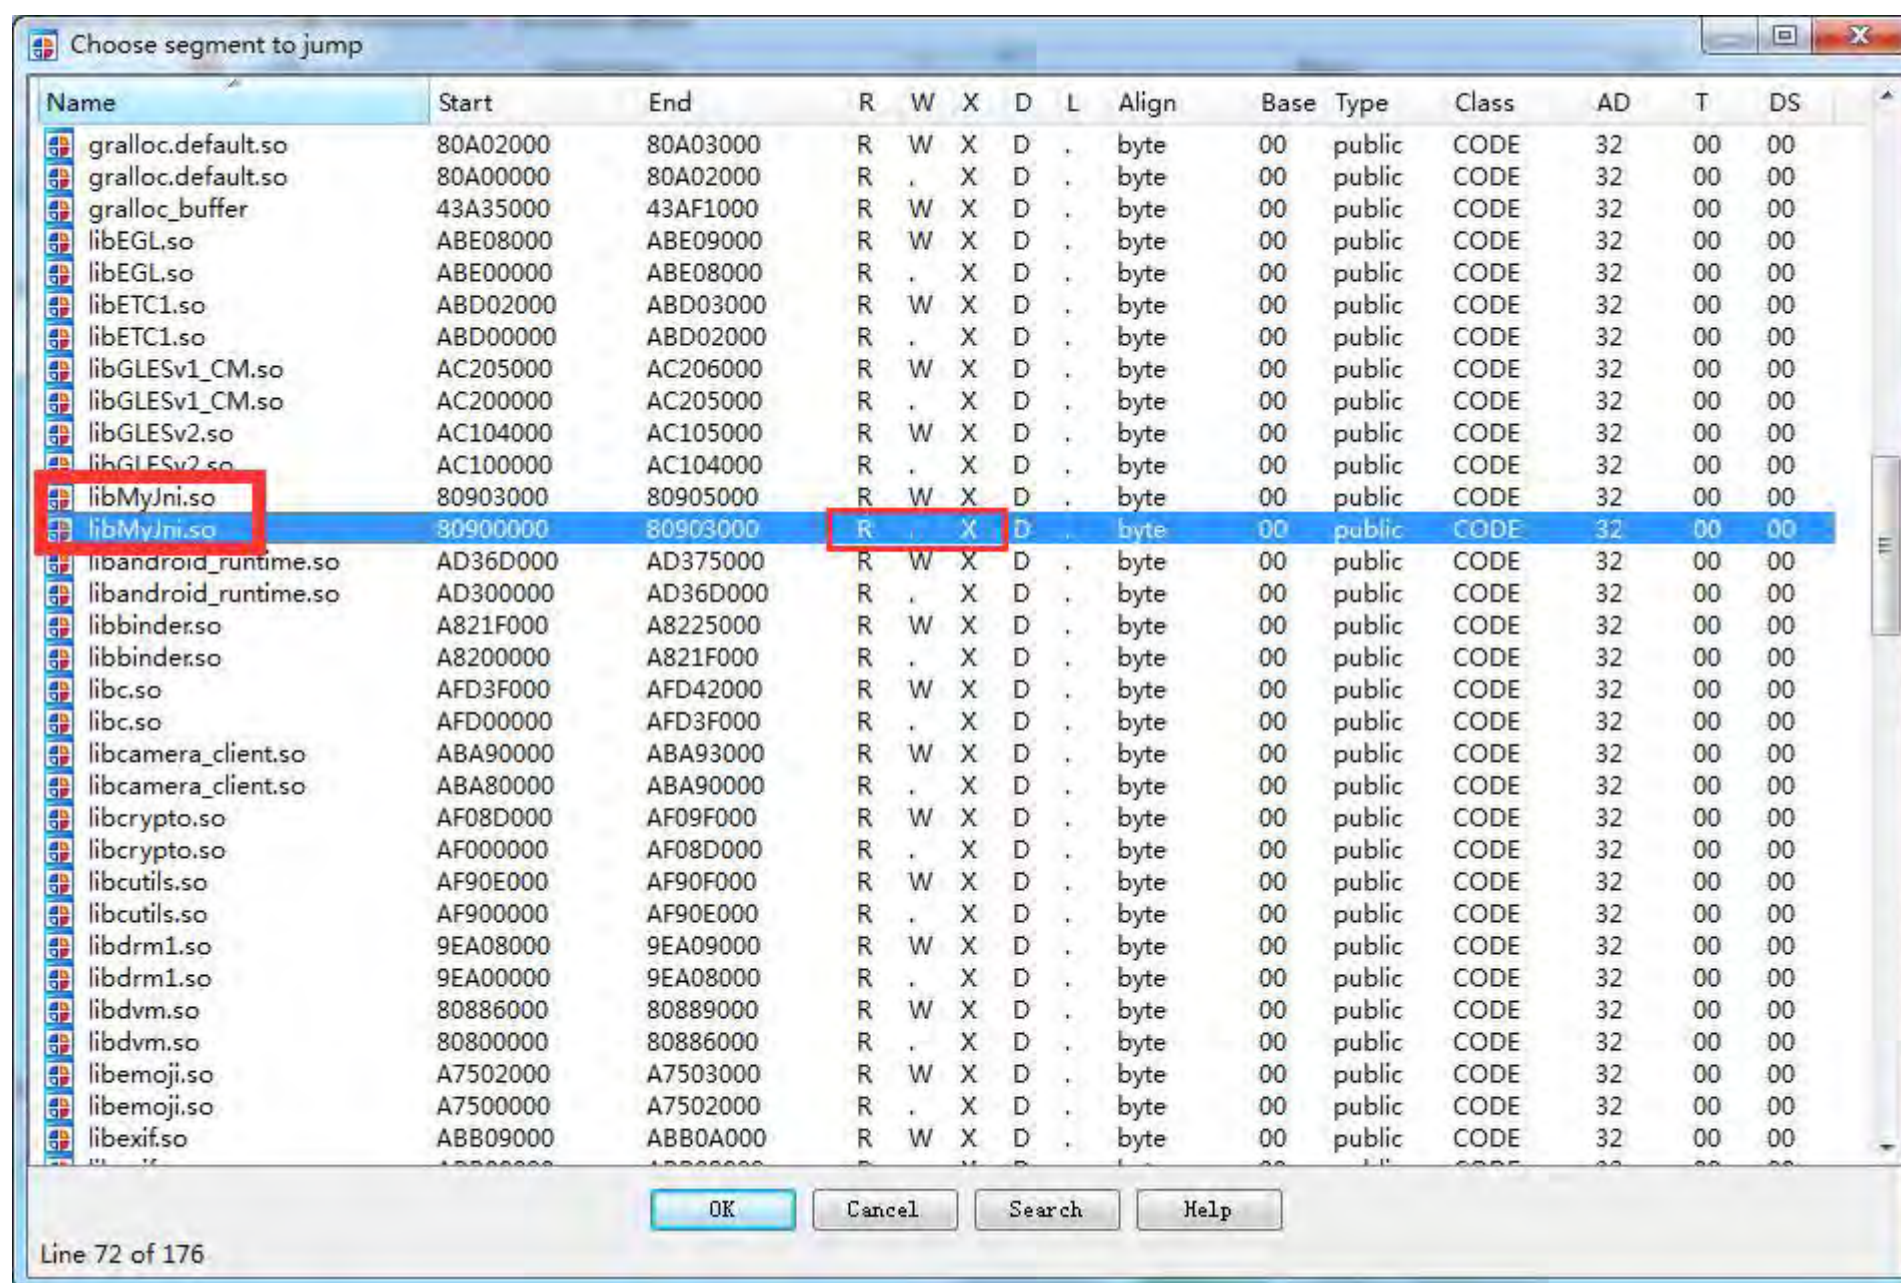 Choose segment to jump
Name Start End R W X D L Align Base Type Class AD T DS
gralloc.default.so 80A02000 80A03000 R W X D . byte 00 public CODE 32 00 00
gralloc.default.so 80A00000 80A02000 R . X D . byte 00 public CODE 32 00 00
gralloc_buffer 43A35000 43AF1000 R W X D . byte 00 public CODE 32 00 00
libEGL.so ABE08000 ABE09000 R W X D . byte 00 public CODE 32 00 00
libEGL.so ABE00000 ABE08000 R . X D . byte 00 public CODE 32 00 00
libETC1.so ABD02000 ABD03000 R W X D . byte 00 public CODE 32 00 00
libETC1.so ABD00000 ABD02000 R . X D . byte 00 public CODE 32 00 00
libGLESv1_CM.so AC205000 AC206000 R W X D . byte 00 public CODE 32 00 00
libGLESv1_CM.so AC200000 AC205000 R . X D . byte 00 public CODE 32 00 00
libGLESv2.so AC104000 AC105000 R W X D . byte 00 public CODE 32 00 00
libGLESv2.so AC100000 AC104000 R . X D . byte 00 public CODE 32 00 00
libMyJni.so 80903000 80905000 R W X D . byte 00 public CODE 32 00 00
libMyJni.so 80900000 80903000 R . X D . byte 00 public CODE 32 00 00
libandroid_runtime.so AD36D000 AD375000 R W X D . byte 00 public CODE 32 00 00
libandroid_runtime.so AD300000 AD36D000 R . X D . byte 00 public CODE 32 00 00
libbinder.so A821F000 A8225000 R W X D . byte 00 public CODE 32 00 00
libbinder.so A8200000 A821F000 R . X D . byte 00 public CODE 32 00 00
libc.so AFD3F000 AFD42000 R W X D . byte 00 public CODE 32 00 00
libc.so AFD00000 AFD3F000 R . X D . byte 00 public CODE 32 00 00
libcamera_client.so ABA90000 ABA93000 R W X D . byte 00 public CODE 32 00 00
libcamera_client.so ABA80000 ABA90000 R . X D . byte 00 public CODE 32 00 00
libcrypto.so AF08D000 AF09F000 R W X D . byte 00 public CODE 32 00 00
libcrypto.so AF000000 AF08D000 R . X D . byte 00 public CODE 32 00 00
libcutils.so AF90E000 AF90F000 R W X D . byte 00 public CODE 32 00 00
libcutils.so AF900000 AF90E000 R . X D . byte 00 public CODE 32 00 00
libdrm1.so 9EA08000 9EA09000 R W X D . byte 00 public CODE 32 00 00
libdrm1.so 9EA00000 9EA08000 R . X D . byte 00 public CODE 32 00 00
libdvm.so 80886000 80889000 R W X D . byte 00 public CODE 32 00 00
libdvm.so 80800000 80886000 R . X D . byte 00 public CODE 32 00 00
libemoji.so A7502000 A7503000 R W X D . byte 00 public CODE 32 00 00
libemoji.so A7500000 A7502000 R . X D . byte 00 public CODE 32 00 00
libexif.so ABB09000 ABB0A000 R W X D . byte 00 public CODE 32 00 00
OK Cancel Search Help
Line 72 of 176